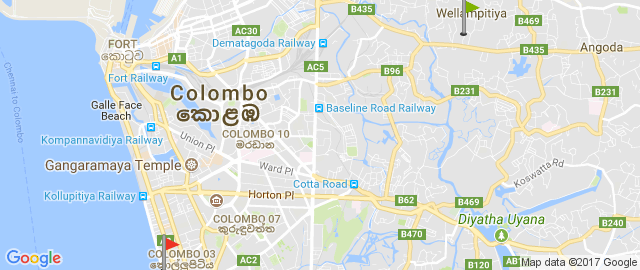 Wellampitiya
B435
B469
AC30
FORT
කොටුව
A1
Dematagoda Railway
B435
Angoda
Fort Railway
AC5
B96
B231
B231
Chennai to Colombo
Colombo
කොළඹ
Galle Face
Beach
Baseline Road Railway
COLOMBO 10
මරදාන
Kompannavidiya Railway
Union Pl
Gangaramaya Temple
Ward Pl
Koswatta Rd
Cotta Road
Kollupitiya Railway
Horton Pl
B62
B469
COLOMBO 07
කුරුඳුවත්ත
Diyatha Uyana
B240
B470
COLOMBO 03
කොල්ලුපිටිය
Google
B120
Map data ©2017 Google